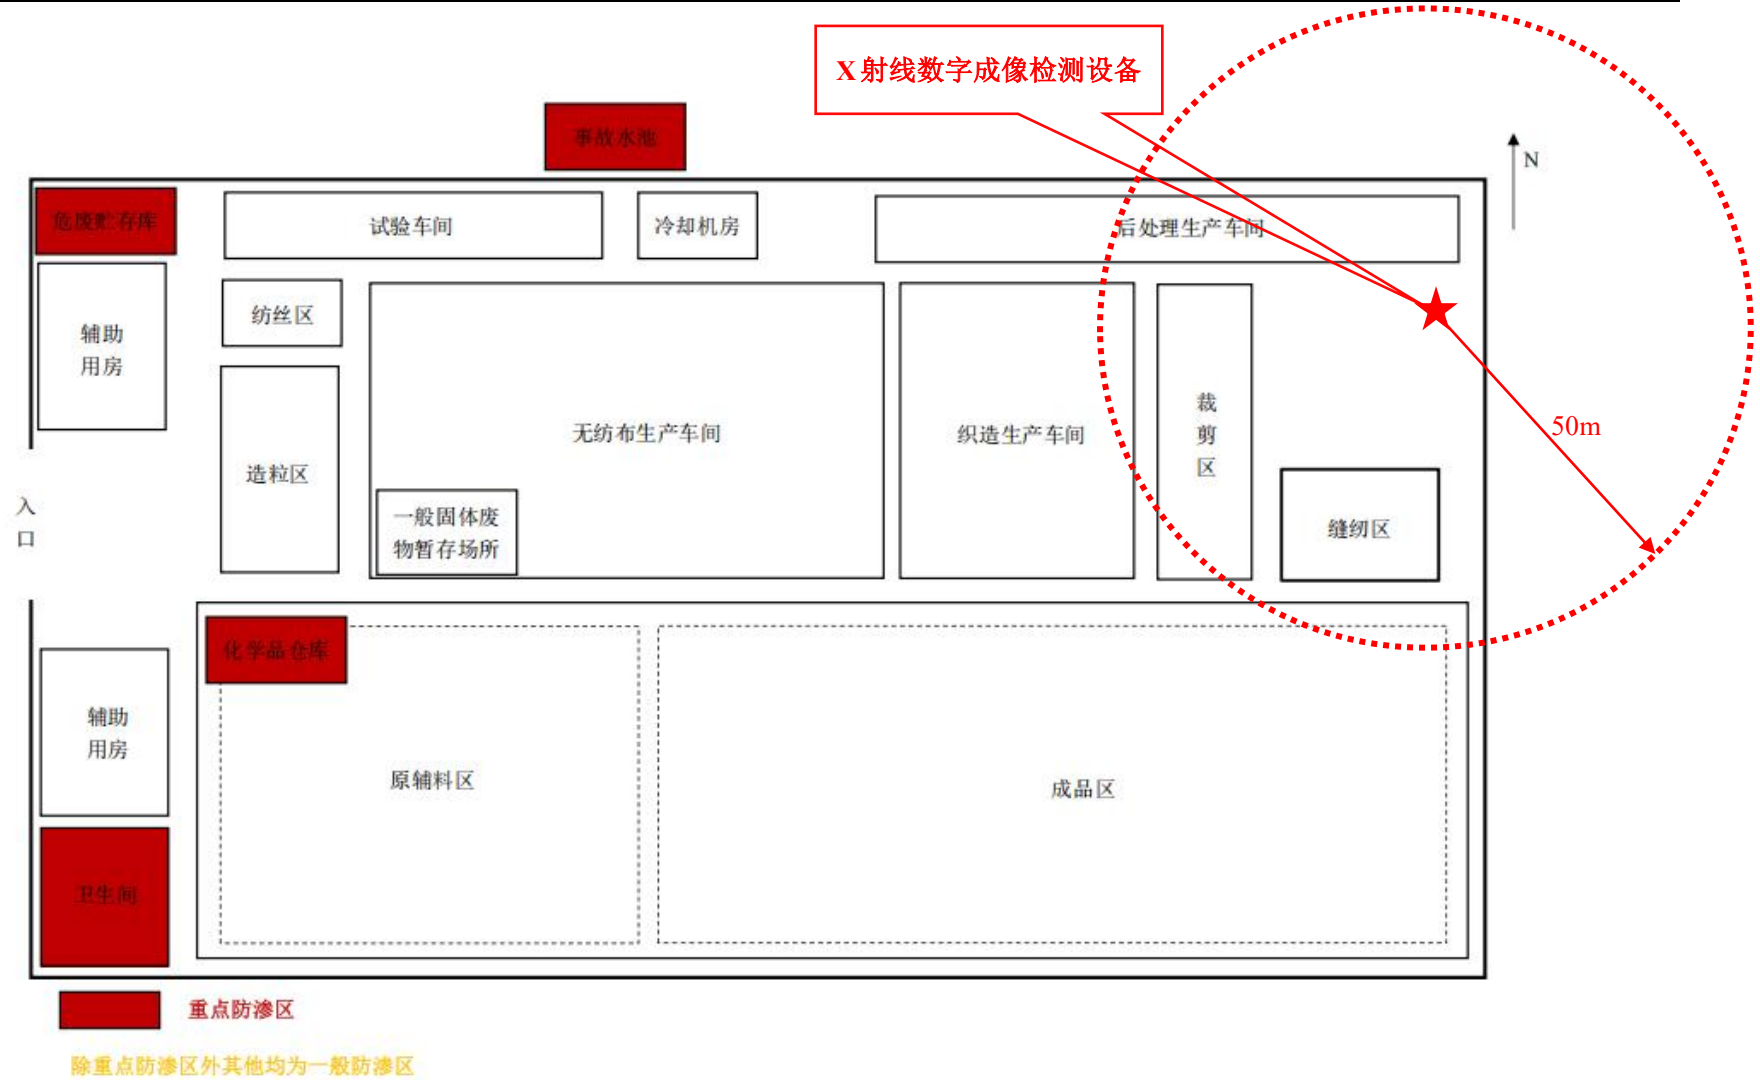 X射线数字成像检测设备
事故水池
N
危废贮存库
试验车间
冷却机房
后处理生产车间
辅助
用房
纺丝区
无纺布生产车间
织造生产车间
裁
剪
区
50m
造粒区
一般固体废
物暂存场所
缝纫区
入
口
化学品仓库
辅助
用房
原辅料区
成品区
卫生间
重点防渗区
除重点防渗区外其他均为一般防渗区